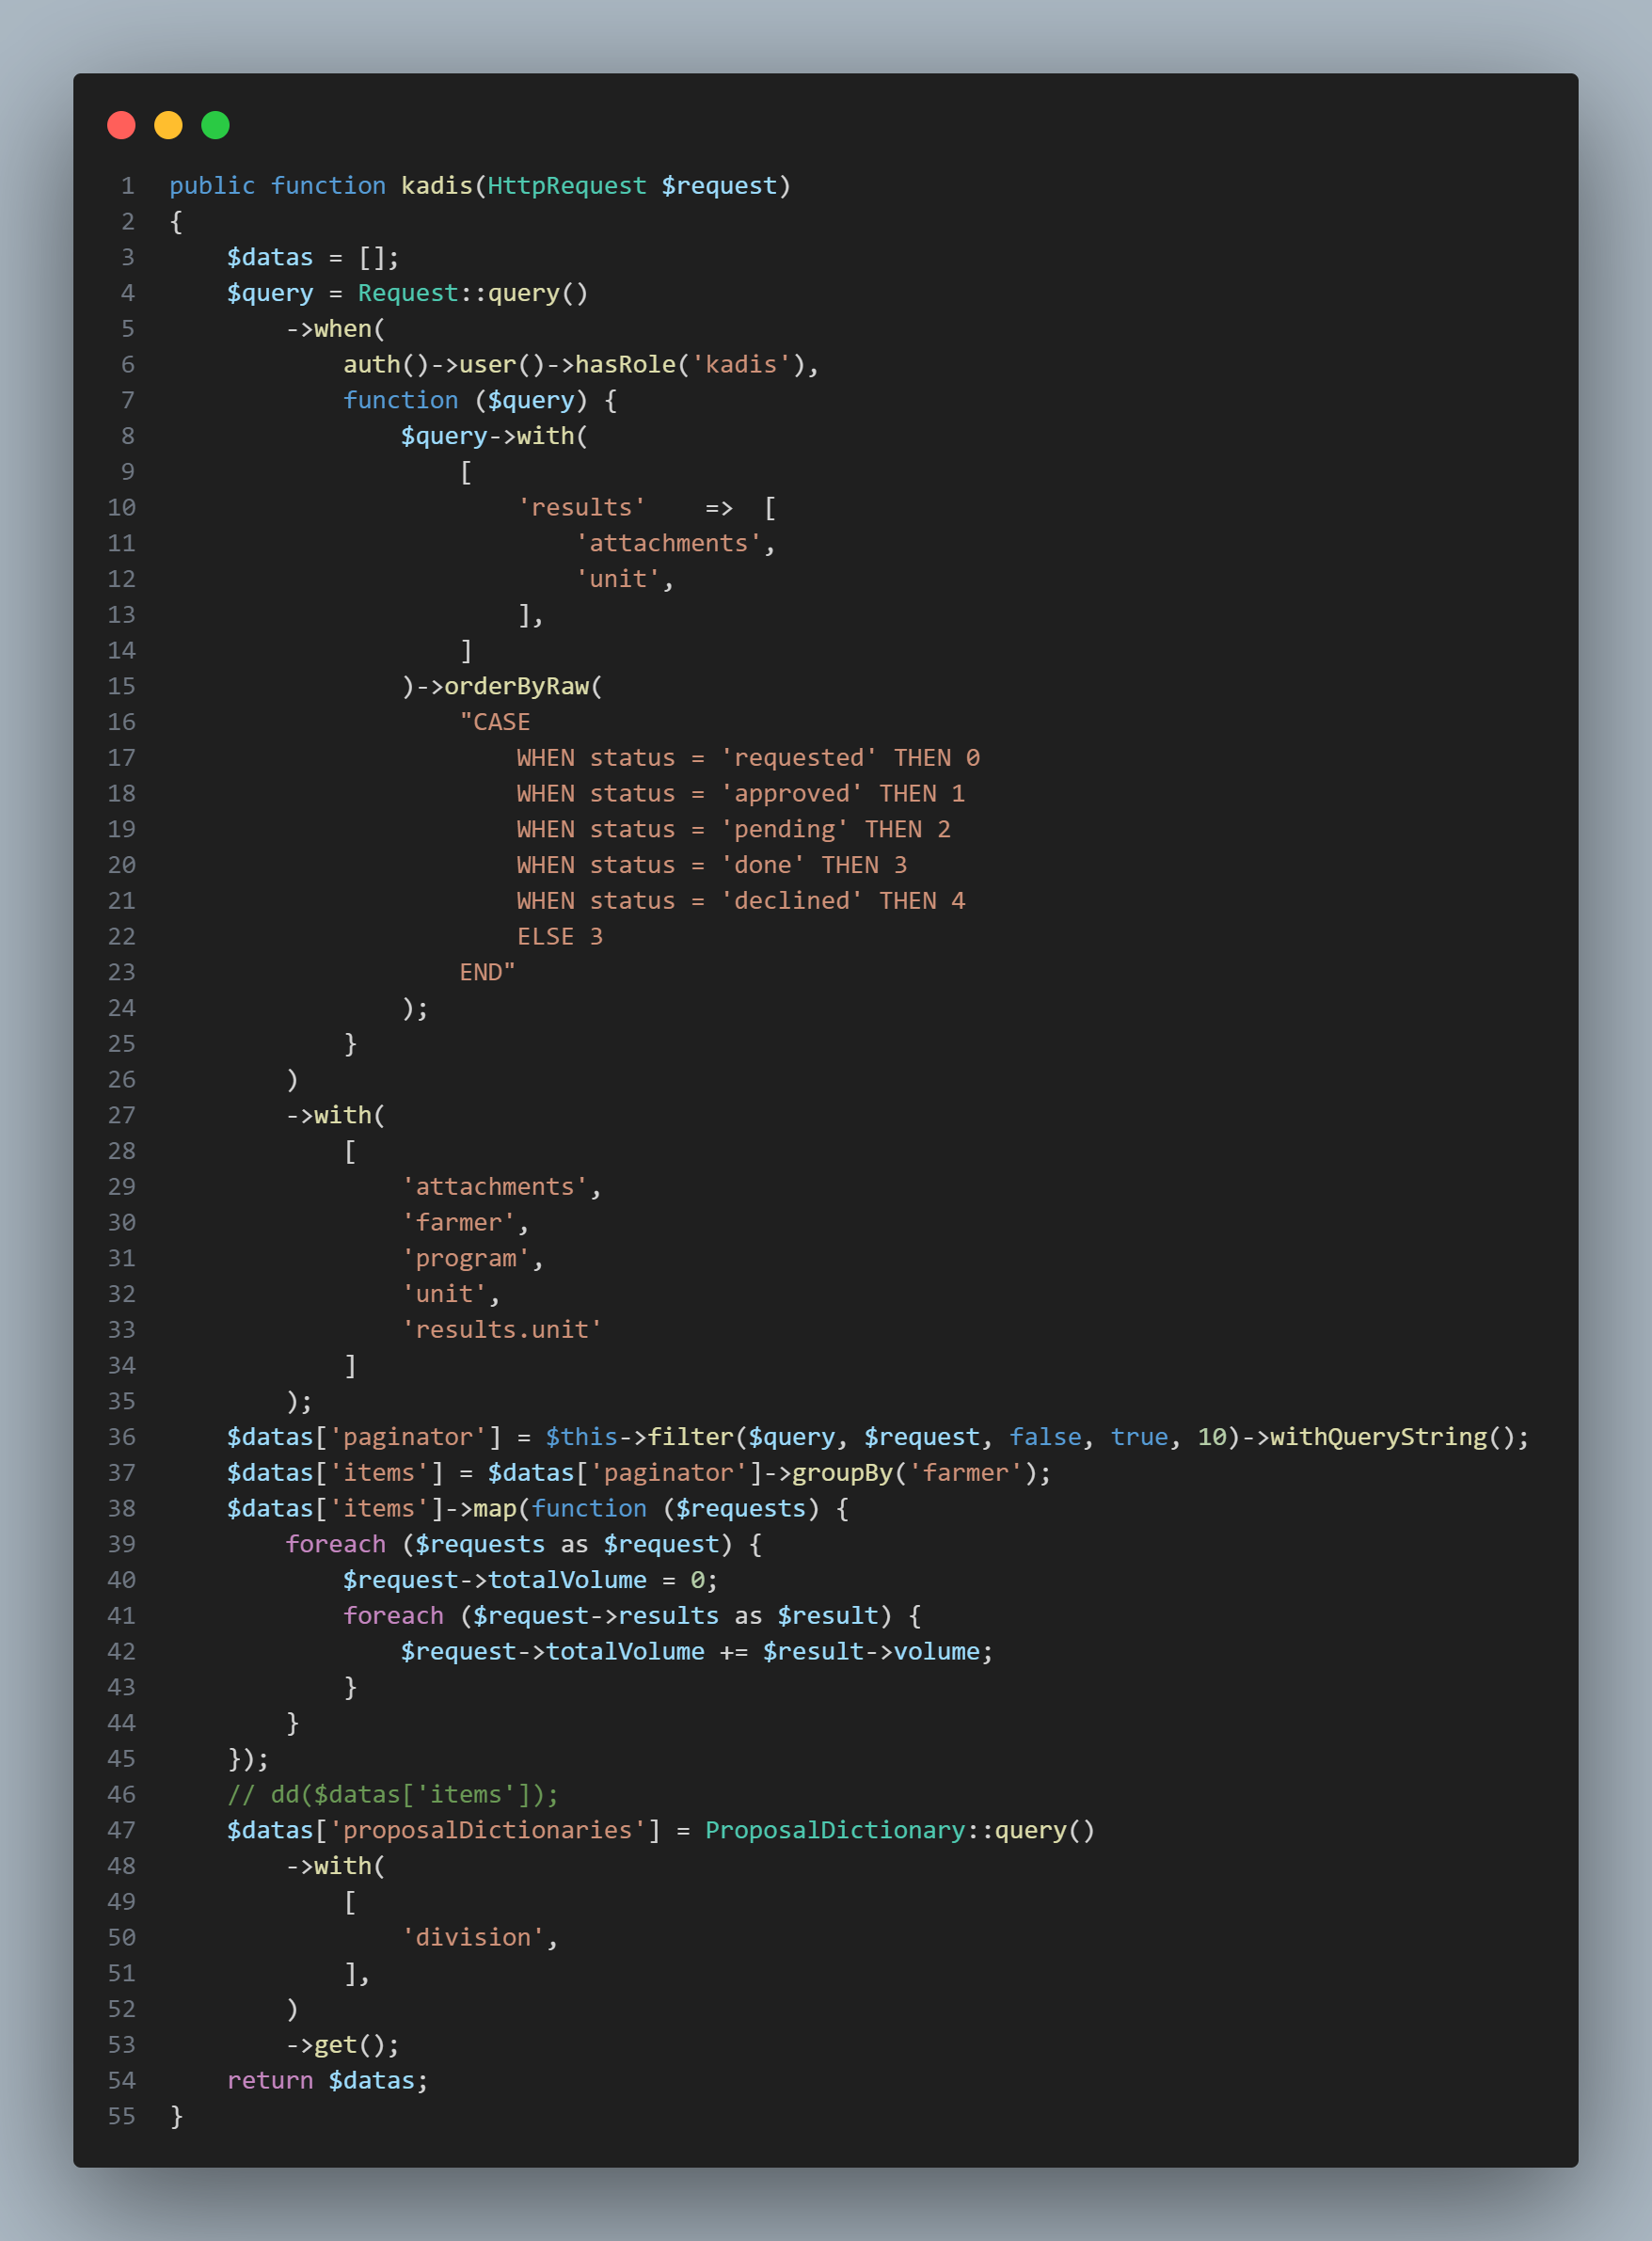 1 public function kadis(HttpRequest $request)
2 {
3     $datas = [];
4     $query = Request::query()
5         ->when(
6             auth()->user()->hasRole('kadis'),
7             function ($query) {
8                 $query->with(
9                     [
10                         'results'    =>  [
11                             'attachments',
12                             'unit',
13                         ],
14                     ]
15                 )->orderByRaw(
16                     "CASE
17                         WHEN status = 'requested' THEN 0
18                         WHEN status = 'approved' THEN 1
19                         WHEN status = 'pending' THEN 2
20                         WHEN status = 'done' THEN 3
21                         WHEN status = 'declined' THEN 4
22                         ELSE 3
23                     END"
24                 );
25             }
26         )
27         ->with(
28             [
29                 'attachments',
30                 'farmer',
31                 'program',
32                 'unit',
33                 'results.unit'
34             ]
35         );
36     $datas['paginator'] = $this->filter($query, $request, false, true, 10)->withQueryString();
37     $datas['items'] = $datas['paginator']->groupBy('farmer');
38     $datas['items']->map(function ($requests) {
39         foreach ($requests as $request) {
40             $request->totalVolume = 0;
41             foreach ($request->results as $result) {
42                 $request->totalVolume += $result->volume;
43             }
44         }
45     });
46     // dd($datas['items']);
47     $datas['proposalDictionaries'] = ProposalDictionary::query()
48         ->with(
49             [
50                 'division',
51             ],
52         )
53         ->get();
54     return $datas;
55 }